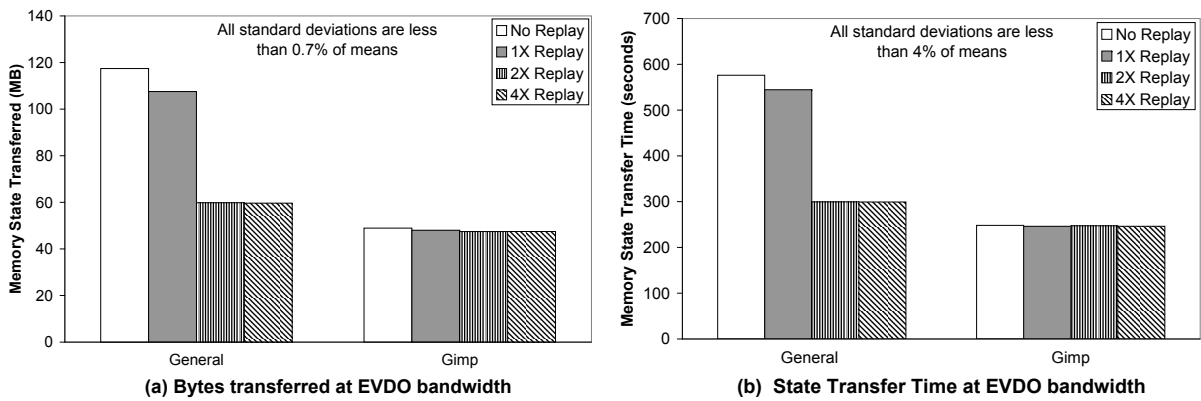 140
120
100
80
60
40
20
0
Memory State Transferred (MB)
All standard deviations are less
than 0.7% of means
No Replay
1X Replay
2X Replay
4X Replay
General
Gimp
(a) Bytes transferred at EVDO bandwidth
700
600
500
400
300
200
100
0
Memory State Transfer Time (seconds)
All standard deviations are less
than 4% of means
No Replay
1X Replay
2X Replay
4X Replay
General
Gimp
(b) State Transfer Time at EVDO bandwidth